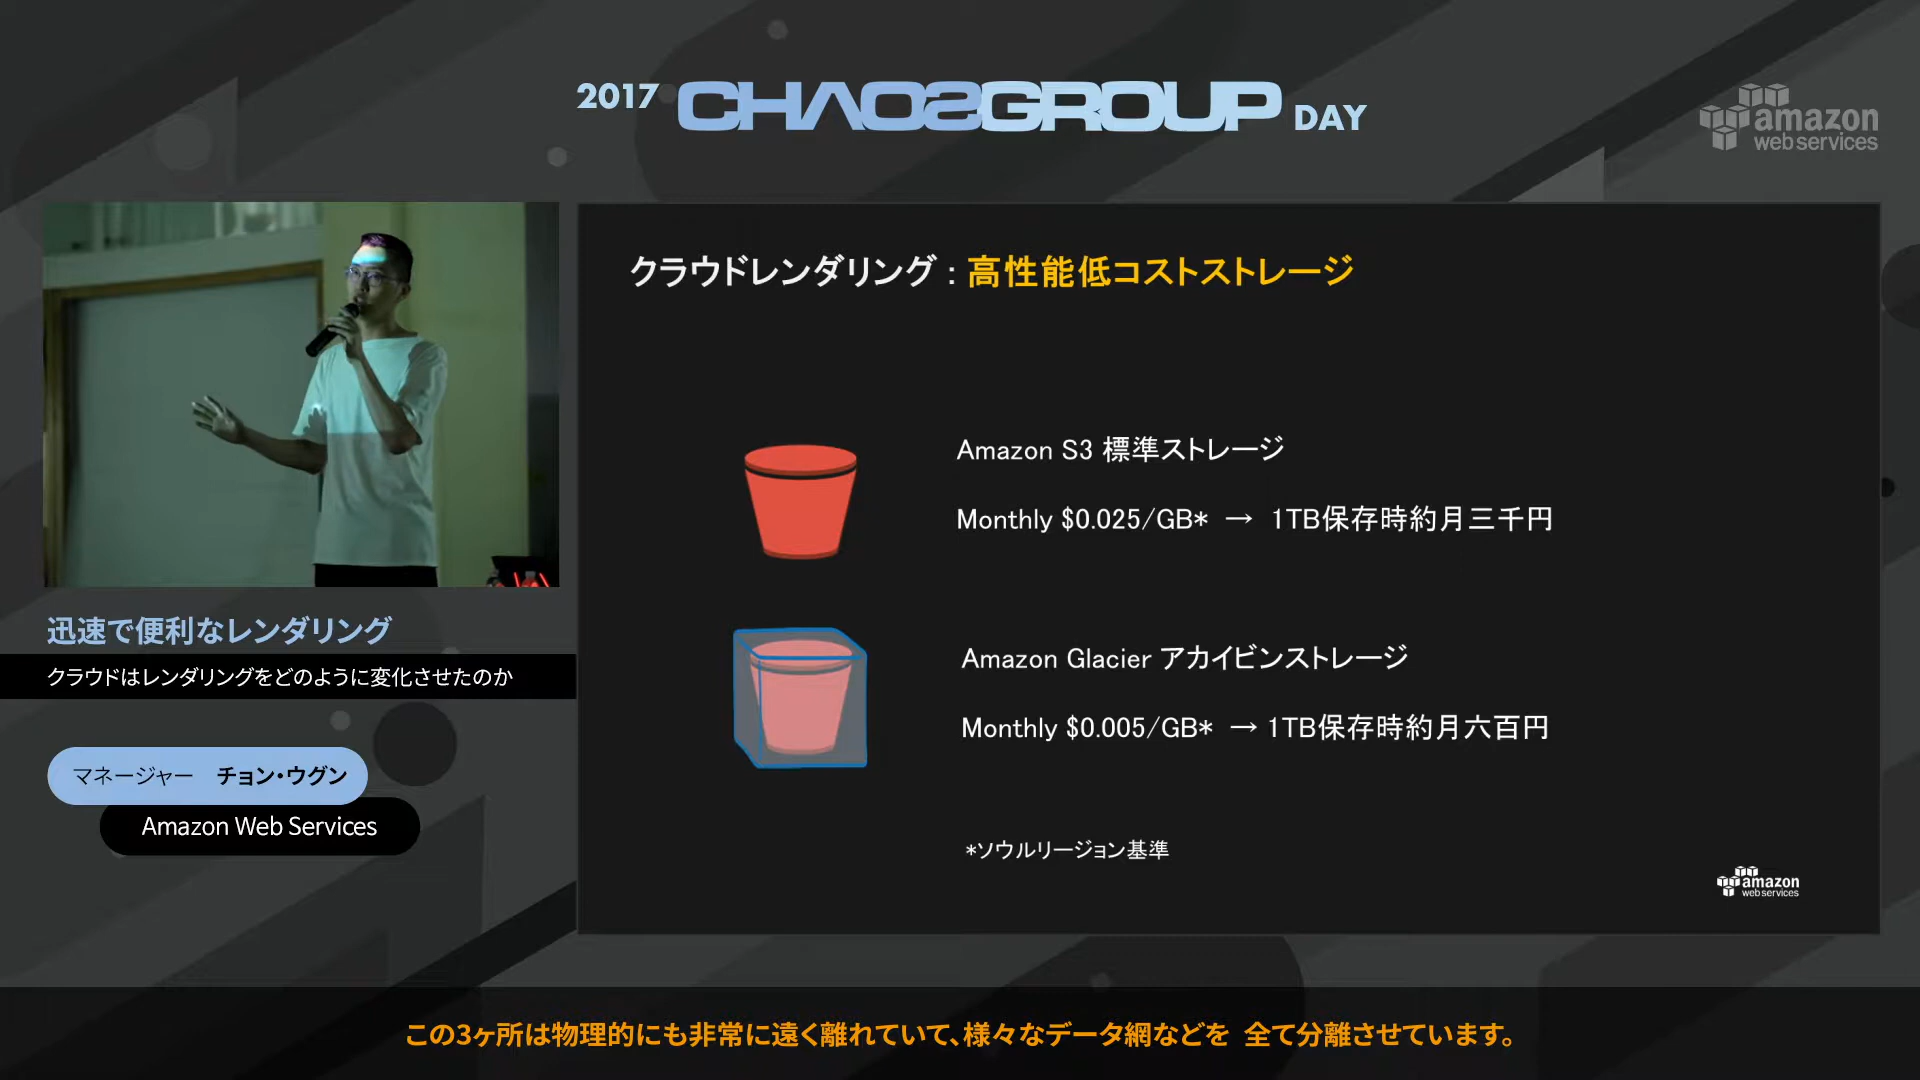 2017 CHAOSGROUP DAY
amazon
web services
クラウドレンダリング : 高性能低コストストレージ
Amazon S3 標準ストレージ
Monthly $0.025/GB* → 1TB保存時約月三千円
Amazon Glacier アカイビンストレージ
Monthly $0.005/GB* → 1TB保存時約月六百円
*ソウルリージョン基準
amazon
web services
迅速で便利なレンダリング
クラウドはレンダリングをどのように変化させたのか
マネージャー チョン・ウグン
Amazon Web Services
この3ヶ所は物理的にも非常に遠く離れていて、様々なデータ網などを 全て分離させています。